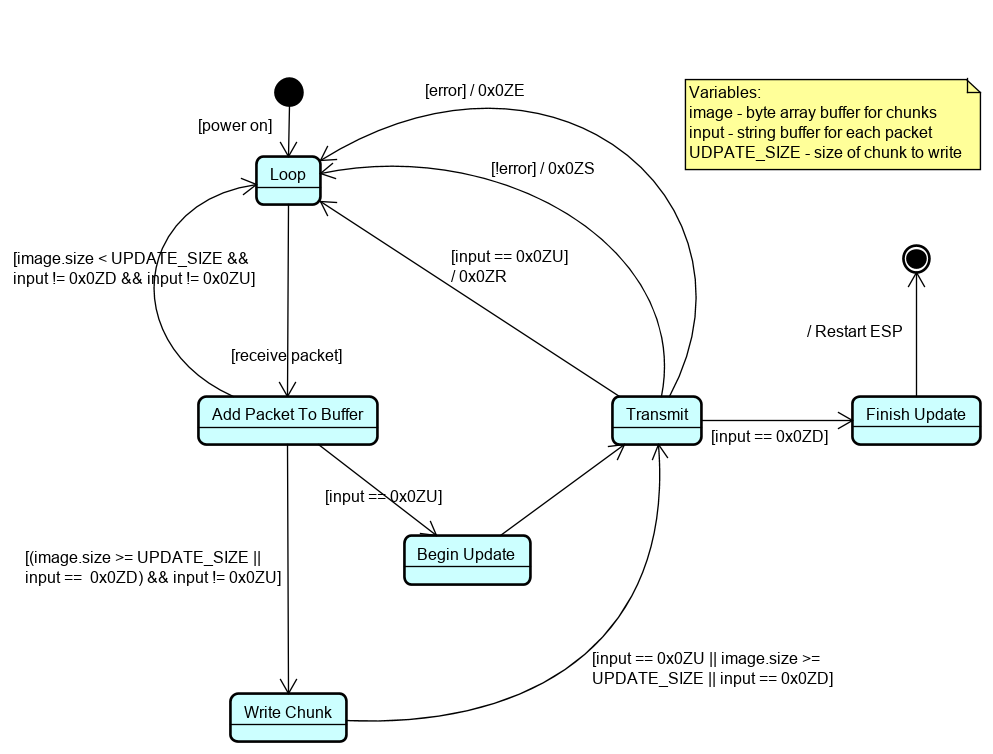 [error] / 0x0ZE
Variables:
image - byte array buffer for chunks
input - string buffer for each packet
UDPATE_SIZE - size of chunk to write
[power on]
Loop
[!error] / 0x0ZS
[image.size < UPDATE_SIZE &&
input != 0x0ZD && input != 0x0ZU]
[input == 0x0ZU]
/ 0x0ZR
/ Restart ESP
[receive packet]
Add Packet To Buffer
Transmit
Finish Update
[input == 0x0ZD]
[input == 0x0ZU]
Begin Update
[(image.size >= UPDATE_SIZE ||
input ==  0x0ZD) && input != 0x0ZU]
[input == 0x0ZU || image.size >=
UPDATE_SIZE || input == 0x0ZD]
Write Chunk